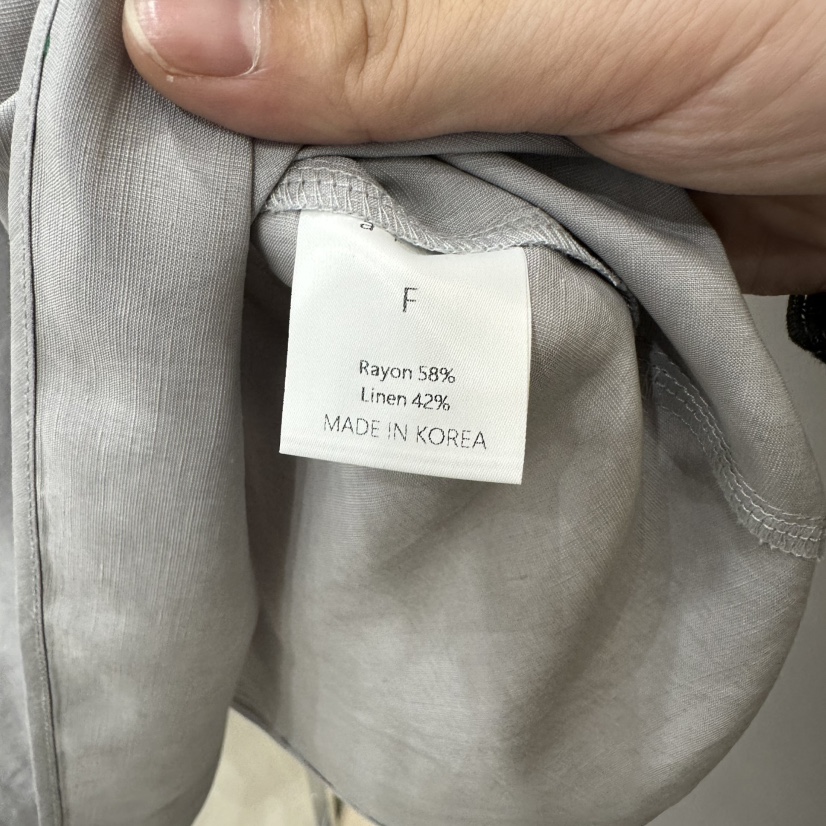 F
Rayon 58%
Linen 42%
MADE IN KOREA